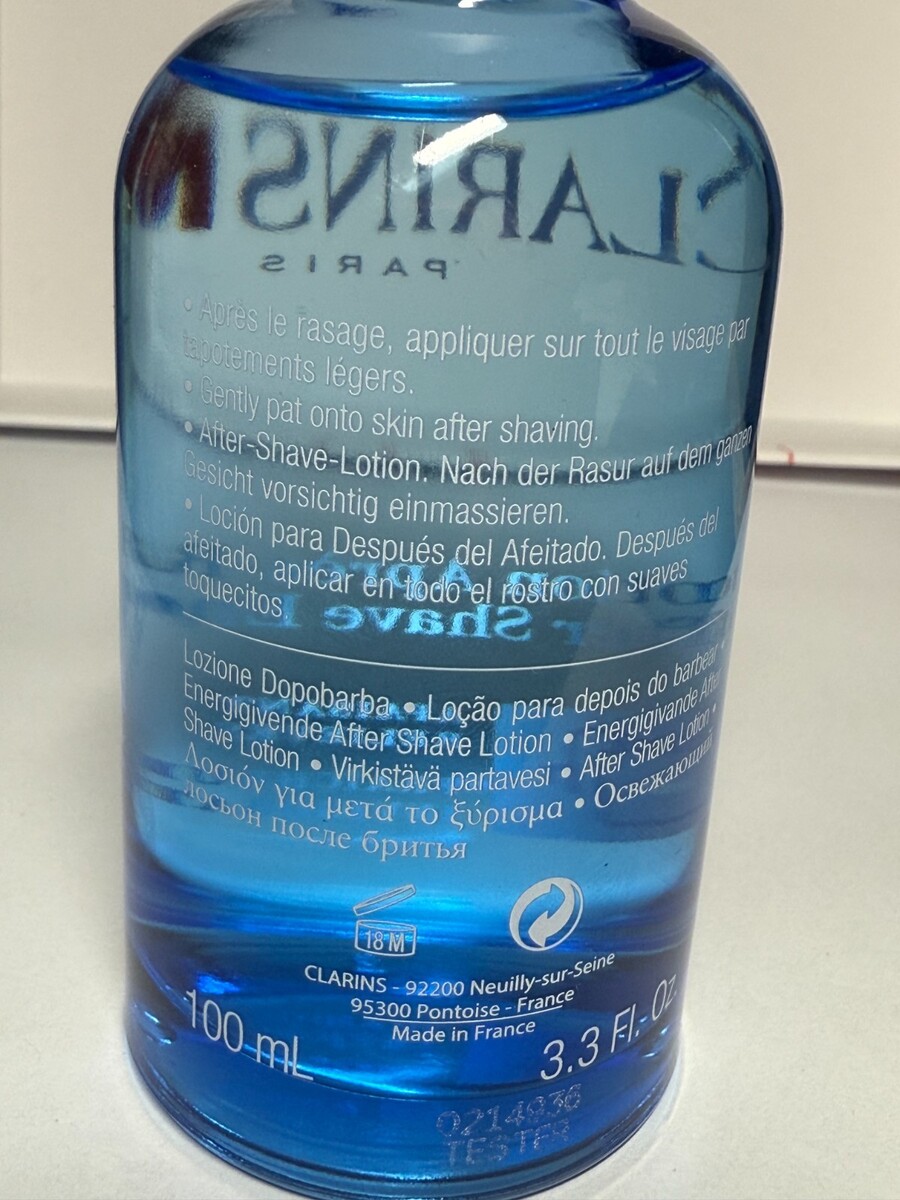 CLARINS
PARIS
• Après le rasage, appliquer sur tout le visage par
tapotements légers.
• Gently pat onto skin after shaving.
• After-Shave-Lotion. Nach der Rasur auf dem ganzen
Gesicht vorsichtig einmassieren.
• Loción para Después del Afeitado. Después del
afeitado, aplicar en todo el rostro con suaves
toquecitos.
Shave
Lozione Dopobarba • Loção para depois do barbear •
Energigivende After Shave Lotion • Energigivande After
Shave Lotion • Virkistävä partavesi • After Shave Lotion •
Λοσιόν για μετά το ξύρισμα • Освежающий
лосьон после бритья
18 M
CLARINS - 92200 Neuilly-sur-Seine
95300 Pontoise - France
Made in France
100 mL
3.3 Fl.-Oz.
TESTER